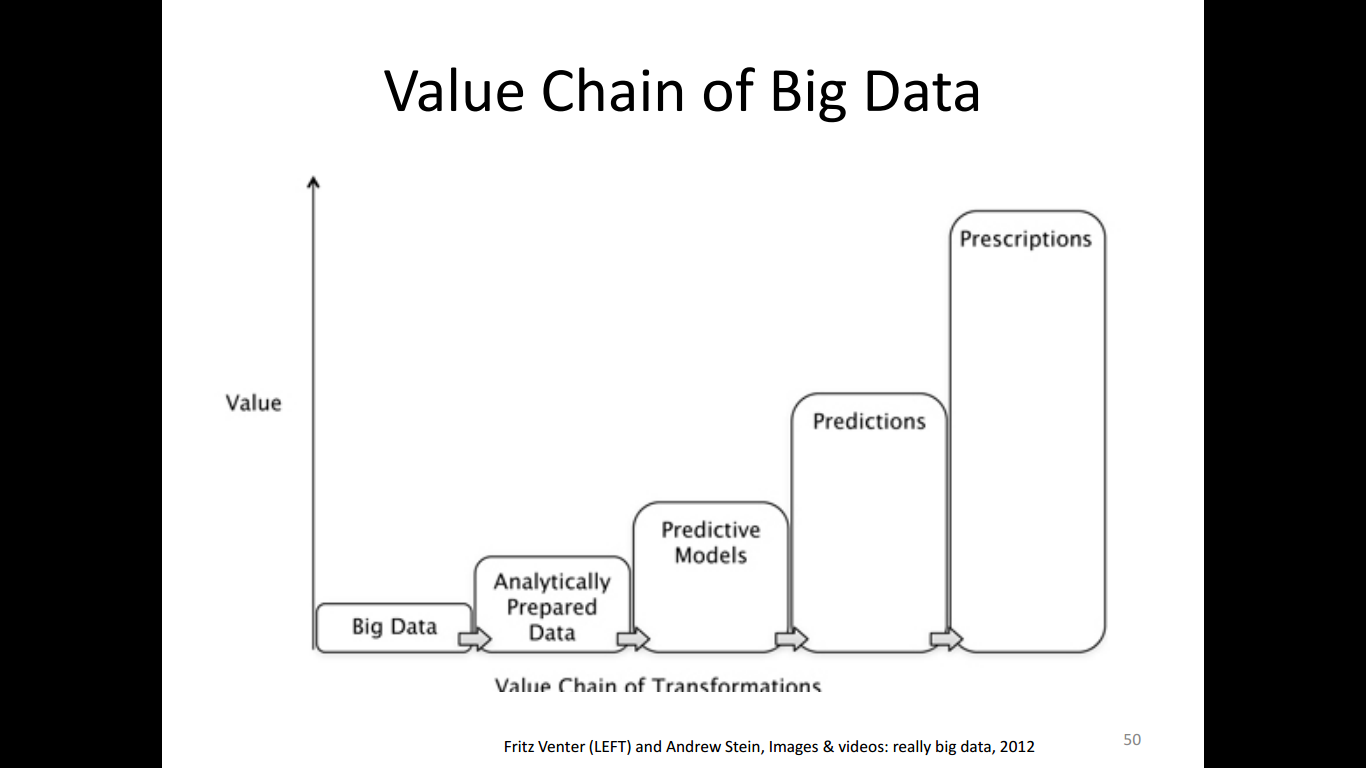 Value Chain of Big Data
Value
Big Data
Analytically
Prepared
Data
Predictive
Models
Predictions
Prescriptions
Value Chain of Transformations
Fritz Venter (LEFT) and Andrew Stein, Images & videos: really big data, 2012
50